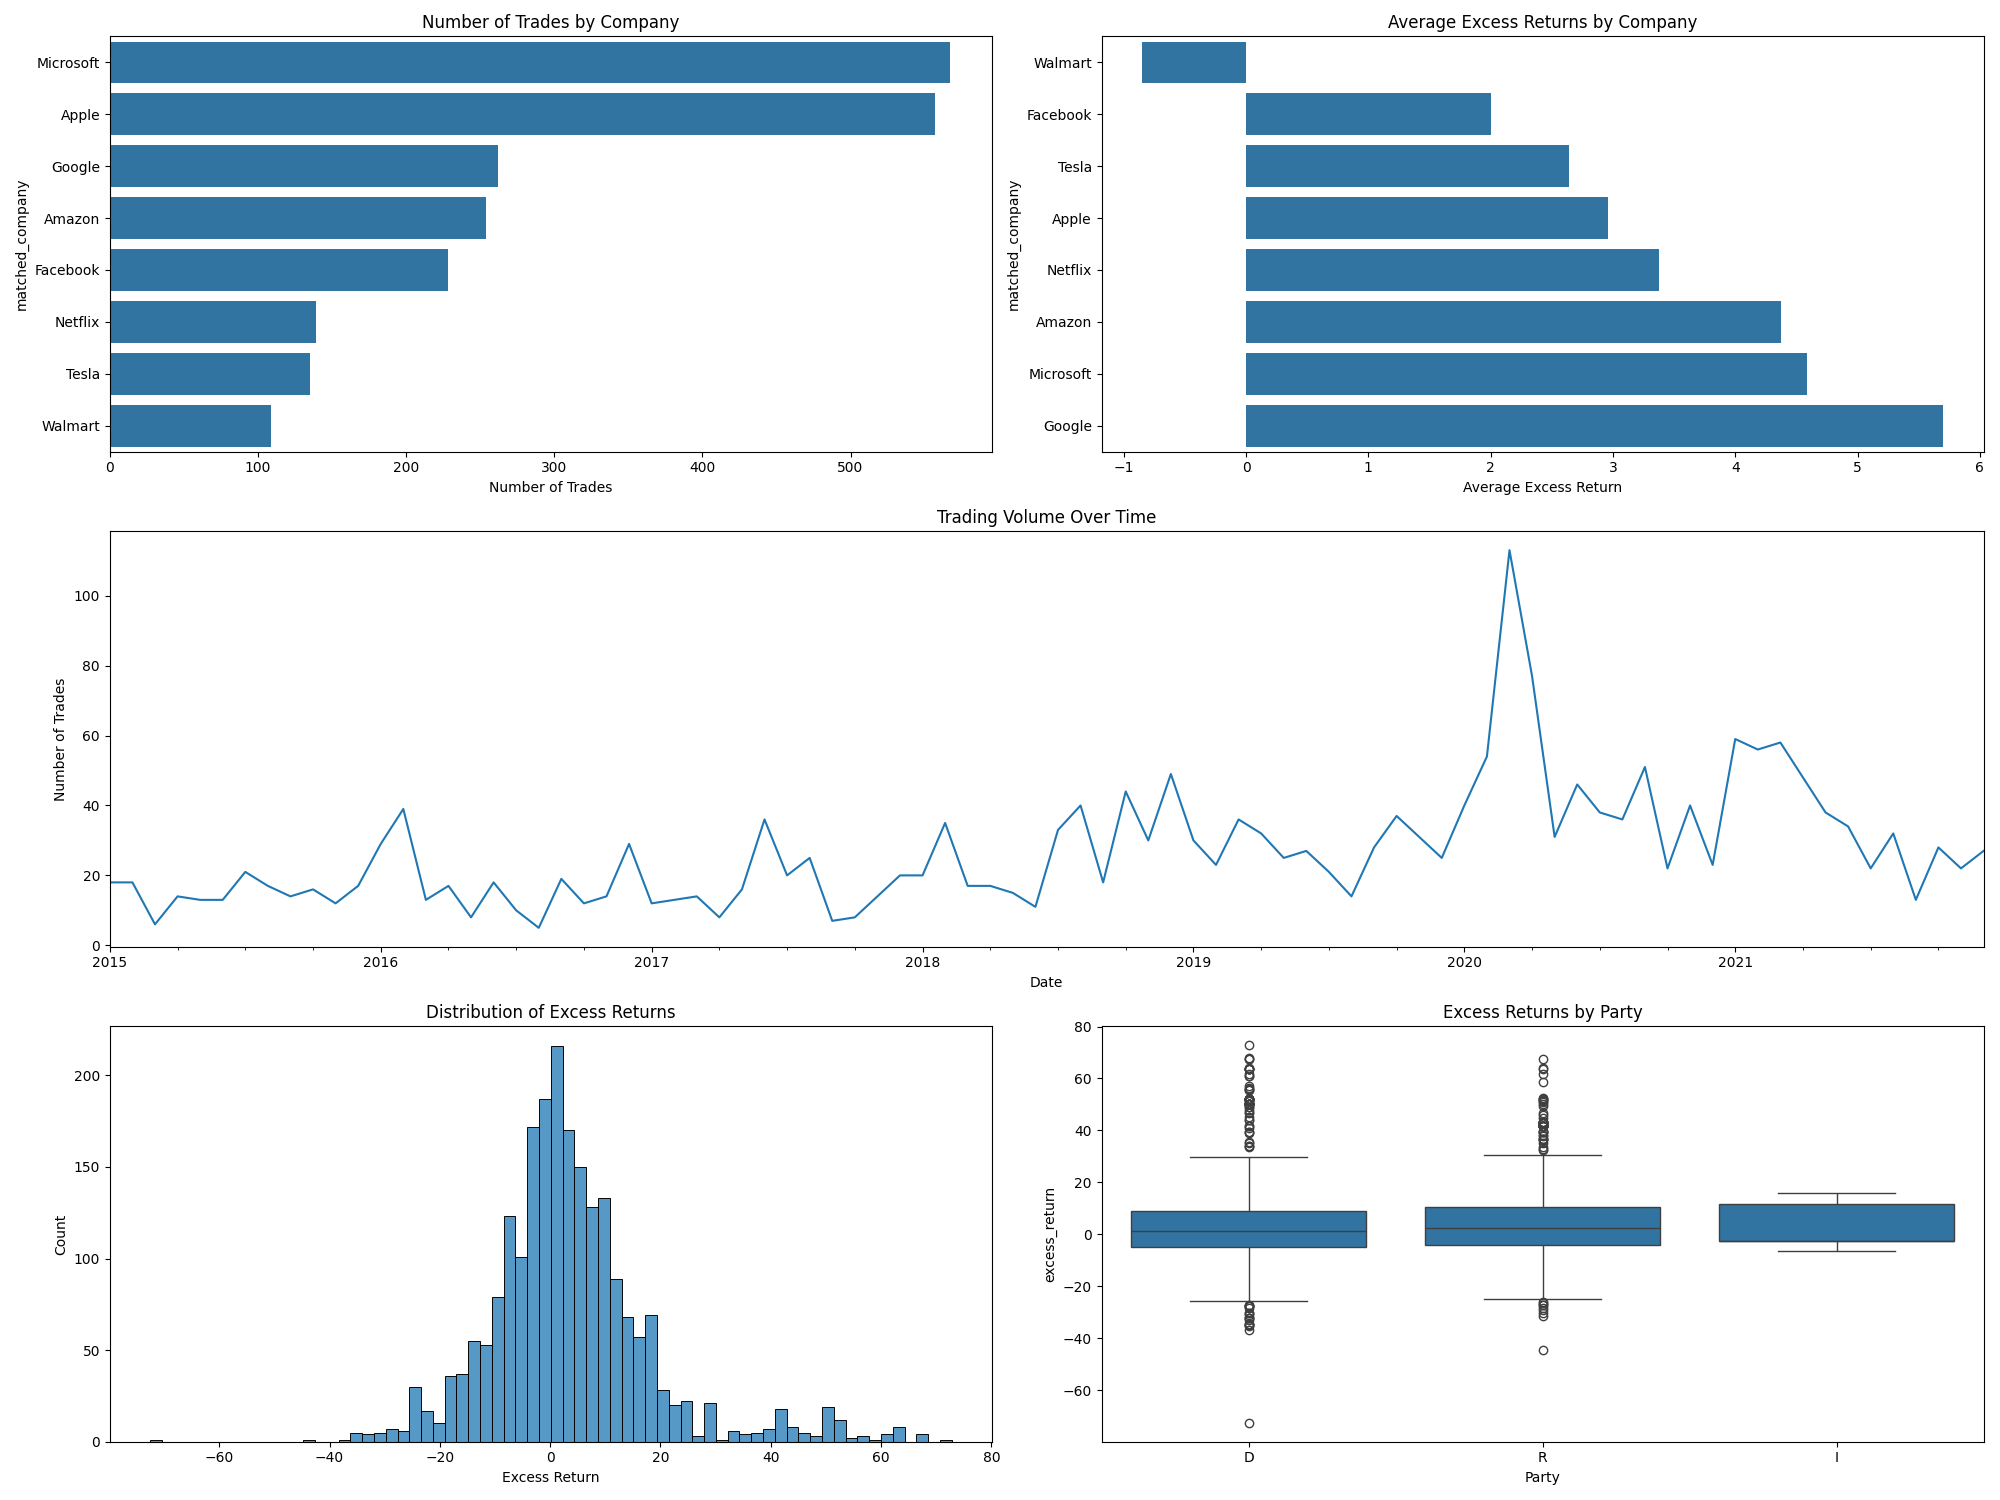 Number of Trades by Company
matched_company
Microsoft
Apple
Google
Amazon
Facebook
Netflix
Tesla
Walmart
0 100 200 300 400 500
Number of Trades
Average Excess Returns by Company
matched_company
Walmart
Facebook
Tesla
Apple
Netflix
Amazon
Microsoft
Google
−1 0 1 2 3 4 5 6
Average Excess Return
Trading Volume Over Time
Number of Trades
100
80
60
40
20
0
2015 2016 2017 2018 2019 2020 2021
Date
Distribution of Excess Returns
Count
200
150
100
50
0
−60 −40 −20 0 20 40 60 80
Excess Return
Excess Returns by Party
excess_return
80
60
40
20
0
−20
−40
−60
D R I
Party